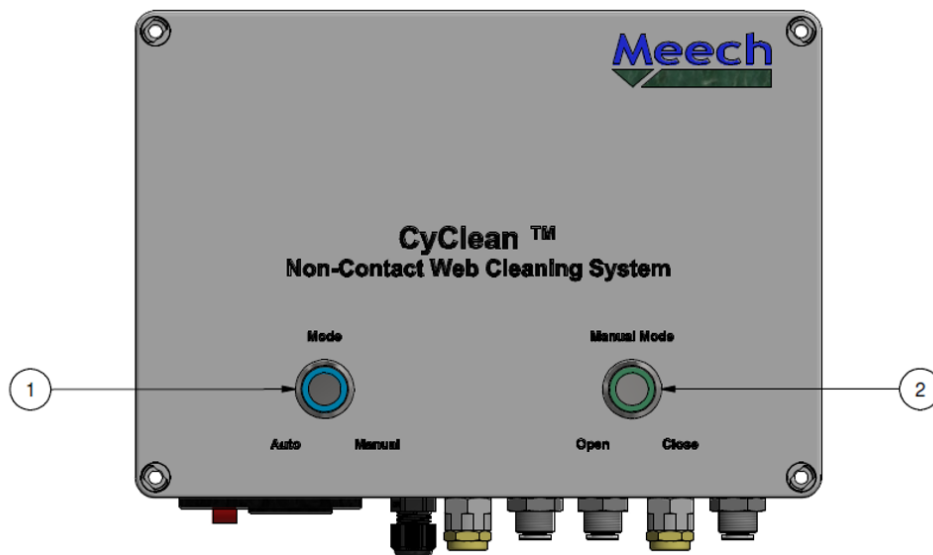 Meech
CyClean ™
Non-Contact Web Cleaning System
Mode
Manual Mode
1
2
Auto
Manual
Open
Close